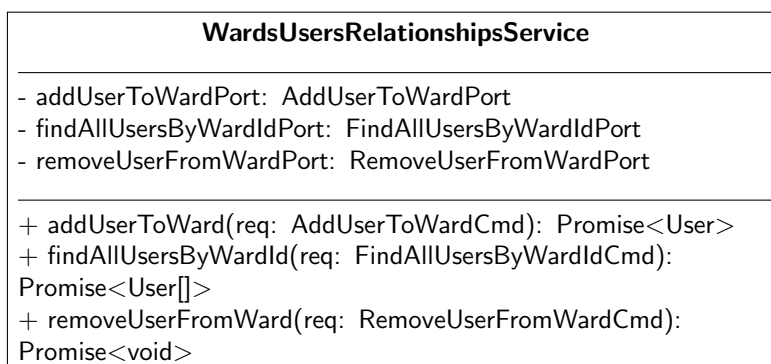 WardsUsersRelationshipsService
- addUserToWardPort: AddUserToWardPort
- findAllUsersByWardIdPort: FindAllUsersByWardIdPort
- removeUserFromWardPort: RemoveUserFromWardPort
+ addUserToWard(req: AddUserToWardCmd): Promise<User>
+ findAllUsersByWardId(req: FindAllUsersByWardIdCmd):
Promise<User[]>
+ removeUserFromWard(req: RemoveUserFromWardCmd):
Promise<void>